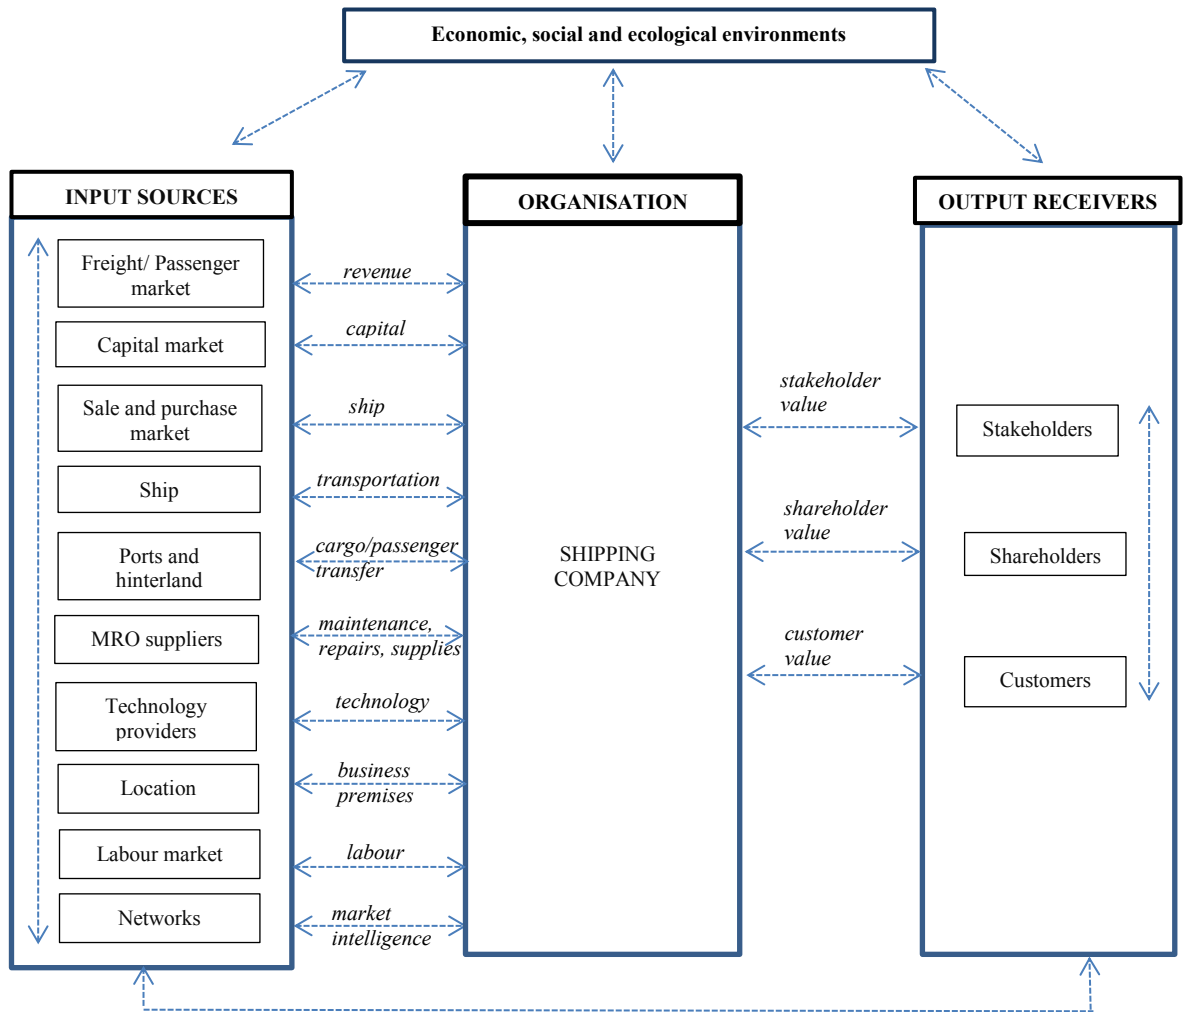 Economic, social and ecological environments
INPUT SOURCES
ORGANISATION
OUTPUT RECEIVERS
Freight/ Passenger
market
Capital market
Sale and purchase
market
Ship
Ports and
hinterland
MRO suppliers
Technology
providers
Location
Labour market
Networks
revenue
capital
ship
transportation
cargo/passenger
transfer
maintenance,
repairs, supplies
technology
business
premises
labour
market
intelligence
SHIPPING
COMPANY
stakeholder
value
shareholder
value
customer
value
Stakeholders
Shareholders
Customers